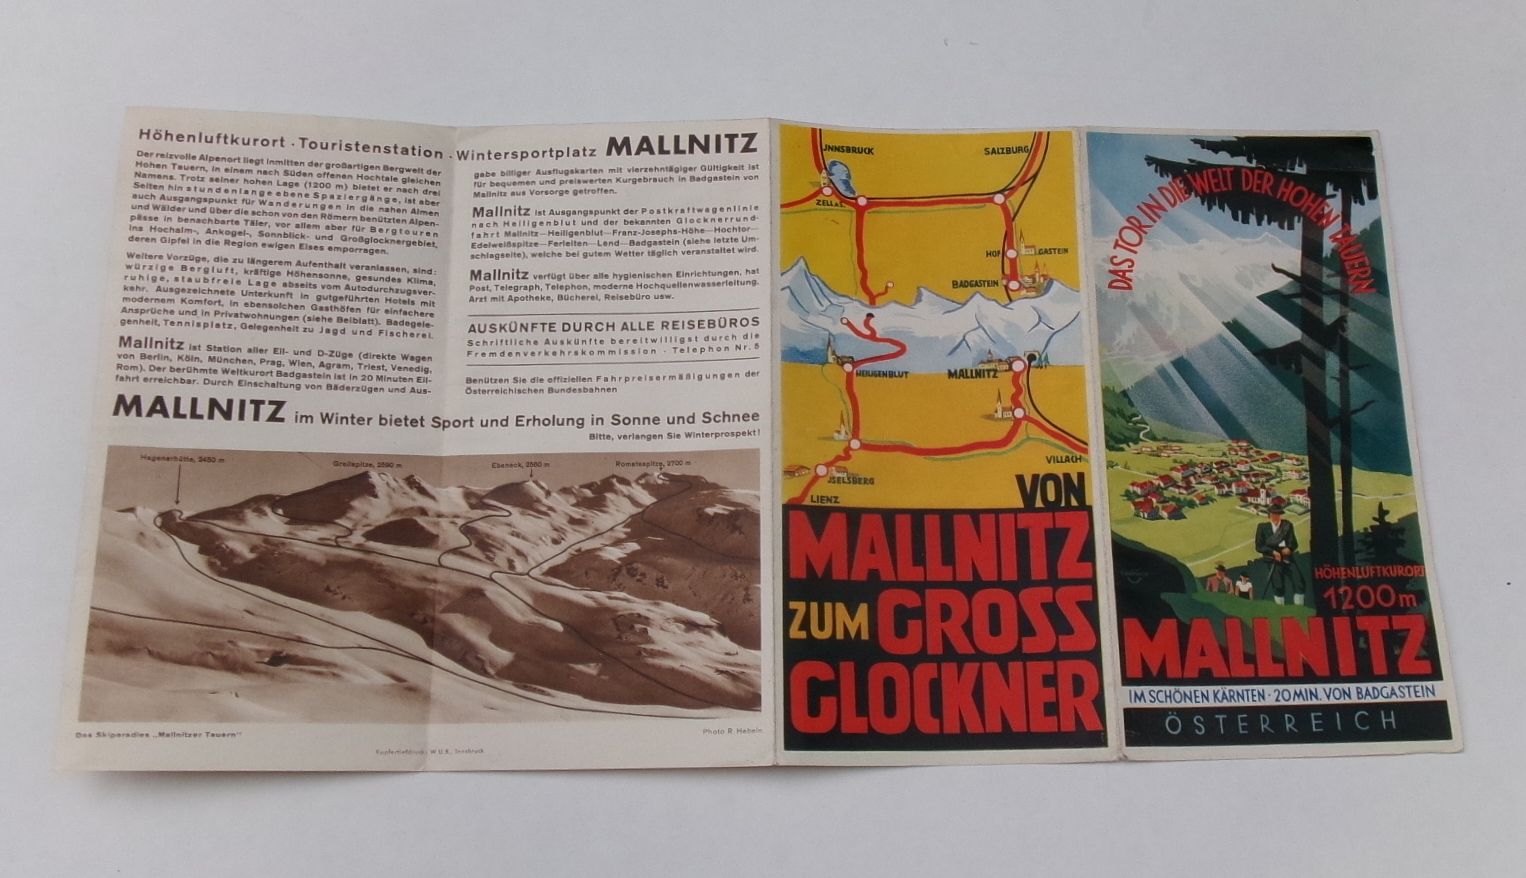 Höhenluftkurort · Touristenstation · Wintersportplatz MALLNITZ
Der reizvolle Alpenort liegt inmitten der großartigen Bergwelt der
Hohen Tauern, in einem nach Süden offenen Hochtale gleichen
Namens. Trotz seiner hohen Lage (1200 m) bietet er nach drei
Seiten hin stundenlange ebene Spaziergänge, ist aber
auch Ausgangspunkt für Wanderungen in die nahen Almen
und Wälder und über die schon von den Römern benützten Alpen-
pässe in benachbarte Täler, vor allem aber für Bergtouren
ins Hochalm-, Ankogel-, Sonnblick- und Großglocknergebiet,
deren Gipfel in die Region ewigen Eises emporragen.
Weitere Vorzüge, die zu längerem Aufenthalt veranlassen, sind:
würzige Bergluft, kräftige Höhensonne, gesundes Klima,
ruhige, staubfreie Lage abseits vom Autodurchzugsver-
kehr. Ausgezeichnete Unterkunft in gutgeführten Hotels mit
modernem Komfort, in ebensolchen Gasthöfen für einfachere
Ansprüche und in Privatwohnungen (siehe Beiblatt). Badegele-
genheit, Tennisplatz, Gelegenheit zu Jagd und Fischerei.
Mallnitz ist Station aller Eil- und D-Züge (direkte Wagen
von Berlin, Köln, München, Prag, Wien, Agram, Triest, Venedig,
Rom). Der berühmte Weltkurort Badgastein ist in 20 Minuten Eil-
fahrt erreichbar. Durch Einschaltung von Bäderzügen und Aus-
gabe billiger Ausflugskarten mit vierzehntägiger Gültigkeit ist
für bequemen und preiswerten Kurgebrauch in Badgastein von
Mallnitz aus Vorsorge getroffen.
Mallnitz ist Ausgangspunkt der Postkraftwagenlinie
nach Heiligenblut und der bekannten Glocknerrund-
fahrt Mallnitz—Heiligenblut—Franz-Josephs-Höhe—Hochtor—
Edelweißspitze—Ferleiten—Lend—Badgastein (siehe letzte Um-
schlagseite), welche bei gutem Wetter täglich veranstaltet wird.
Mallnitz verfügt über alle hygienischen Einrichtungen, hat
Post, Telegraph, Telephon, moderne Hochquellenwasserleitung,
Arzt mit Apotheke, Bücherei, Reisebüro usw.
AUSKÜNFTE DURCH ALLE REISEBÜROS
Schriftliche Auskünfte bereitwilligst durch die
Fremdenverkehrskommission · Telephon Nr. 5
Benützen Sie die offiziellen Fahrpreisermäßigungen der
Österreichischen Bundesbahnen
MALLNITZ im Winter bietet Sport und Erholung in Sonne und Schnee
Bitte, verlangen Sie Winterprospekt!
Hagenerhütte, 2450 m
Greilspitze, 2590 m
Ebeneck, 2560 m
Romatespitze, 2700 m
Das Skiparadies „Mallnitzer Tauern"
Photo R. Hebein
Kupfertiefdruck: W.U.B., Innsbruck
INNSBRUCK
SALZBURG
ZELL A. S.
HOF GASTEIN
BADGASTEIN
HEILIGENBLUT
MALLNITZ
VILLACH
ISELSBERG
LIENZ
VON
MALLNITZ
ZUM GROSS
GLOCKNER
DAS TOR IN DIE WELT DER HOHEN TAUERN
HÖHENLUFTKURORT
1200 m
MALLNITZ
IM SCHÖNEN KÄRNTEN · 20 MIN. VON BADGASTEIN
ÖSTERREICH